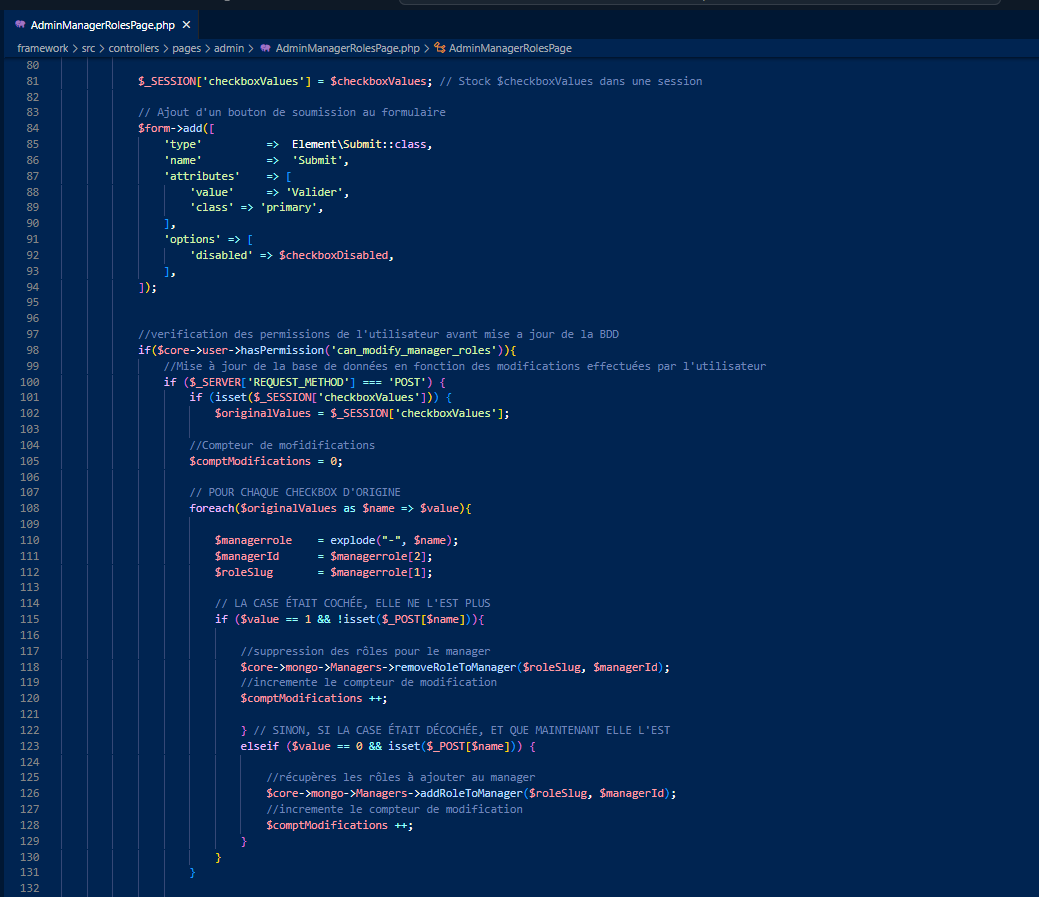 AdminManagerRolesPage.php ×
framework > src > controllers > pages > admin > AdminManagerRolesPage.php > AdminManagerRolesPage
80
81 $_SESSION['checkboxValues'] = $checkboxValues; // Stock $checkboxValues dans une session
82
83 // Ajout d'un bouton de soumission au formulaire
84 $form->add([
85 'type' => Element\Submit::class,
86 'name' => 'Submit',
87 'attributes' => [
88 'value' => 'Valider',
89 'class' => 'primary',
90 ],
91 'options' => [
92 'disabled' => $checkboxDisabled,
93 ],
94 ]);
95
96
97 //verification des permissions de l'utilisateur avant mise a jour de la BDD
98 if($core->user->hasPermission('can_modify_manager_roles')){
99 //Mise à jour de la base de données en fonction des modifications effectuées par l'utilisateur
100 if ($_SERVER['REQUEST_METHOD'] === 'POST') {
101 if (isset($_SESSION['checkboxValues'])) {
102 $originalValues = $_SESSION['checkboxValues'];
103
104 //Compteur de mofidifications
105 $comptModifications = 0;
106
107 // POUR CHAQUE CHECKBOX D'ORIGINE
108 foreach($originalValues as $name => $value){
109
110 $managerrole = explode("-", $name);
111 $managerId = $managerrole[2];
112 $roleSlug = $managerrole[1];
113
114 // LA CASE ÉTAIT COCHÉE, ELLE NE L'EST PLUS
115 if ($value == 1 && !isset($_POST[$name])){
116
117 //suppression des rôles pour le manager
118 $core->mongo->Managers->removeRoleToManager($roleSlug, $managerId);
119 //incremente le compteur de modification
120 $comptModifications ++;
121
122 } // SINON, SI LA CASE ÉTAIT DÉCOCHÉE, ET QUE MAINTENANT ELLE L'EST
123 elseif ($value == 0 && isset($_POST[$name])) {
124
125 //récupères les rôles à ajouter au manager
126 $core->mongo->Managers->addRoleToManager($roleSlug, $managerId);
127 //incremente le compteur de modification
128 $comptModifications ++;
129 }
130 }
131 }
132